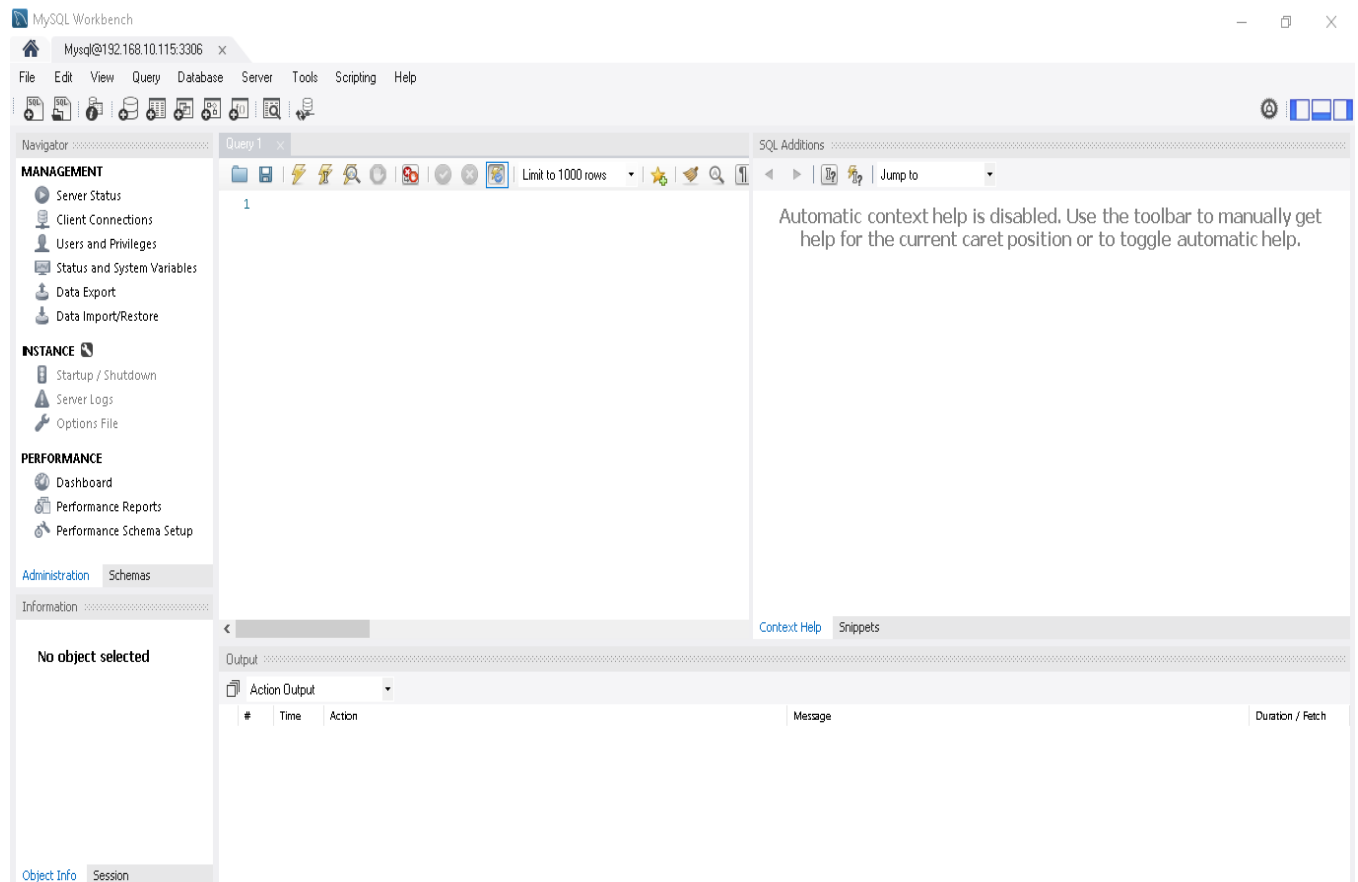 MySQL Workbench
Mysql@192.168.10.115:3306
File Edit View Query Database Server Tools Scripting Help
Navigator
MANAGEMENT
Server Status
Client Connections
Users and Privileges
Status and System Variables
Data Export
Data Import/Restore
INSTANCE
Startup / Shutdown
Server Logs
Options File
PERFORMANCE
Dashboard
Performance Reports
Performance Schema Setup
Administration Schemas
Information
No object selected
Object Info Session
Query 1
Limit to 1000 rows
1
SQL Additions
Jump to
Automatic context help is disabled. Use the toolbar to manually get
help for the current caret position or to toggle automatic help.
Context Help Snippets
Output
Action Output
# Time Action Message Duration / Fetch